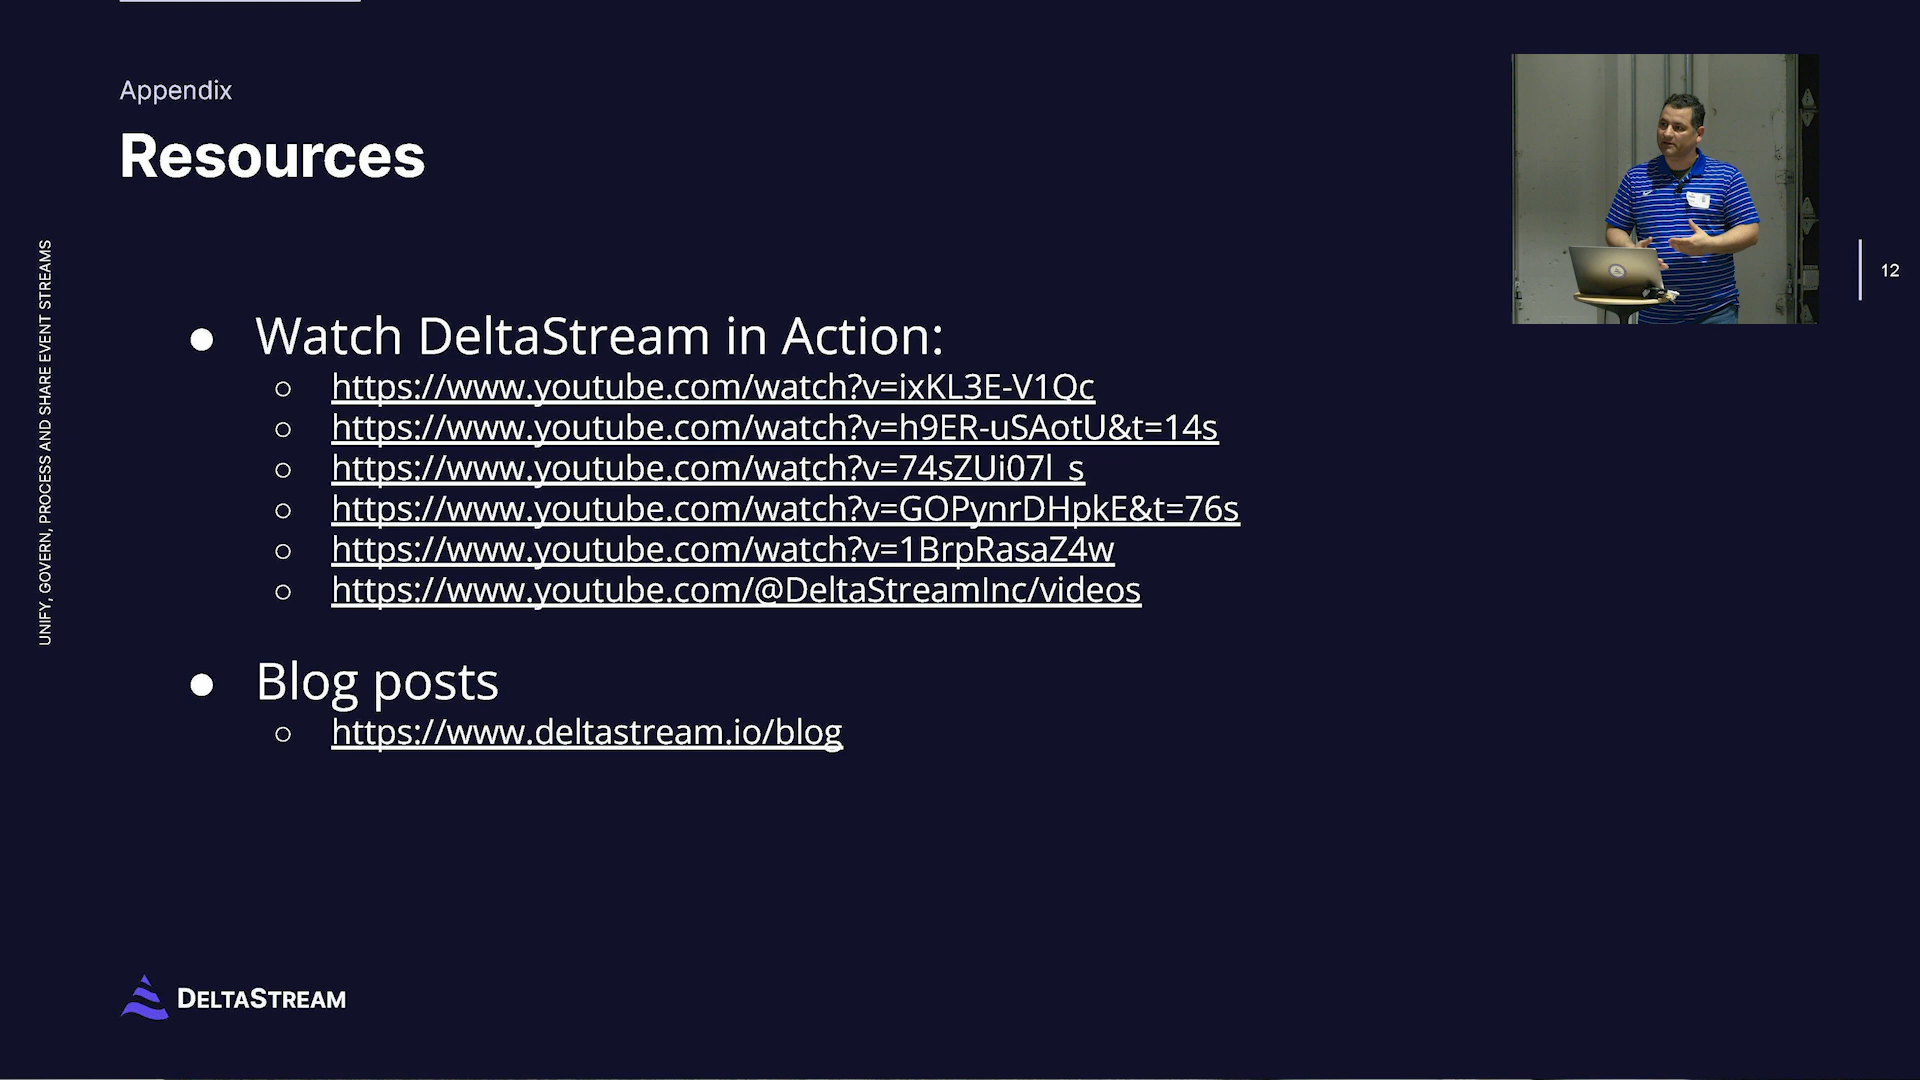 Appendix
Resources
UNIFY, GOVERN, PROCESS AND SHARE EVENT STREAMS
12
● Watch DeltaStream in Action:
○ https://www.youtube.com/watch?v=ixKL3E-V1Qc
○ https://www.youtube.com/watch?v=h9ER-uSAotU&t=14s
○ https://www.youtube.com/watch?v=74sZUi07l_s
○ https://www.youtube.com/watch?v=GOPynrDHpkE&t=76s
○ https://www.youtube.com/watch?v=1BrpRasaZ4w
○ https://www.youtube.com/@DeltaStreamInc/videos
● Blog posts
○ https://www.deltastream.io/blog
DELTASTREAM